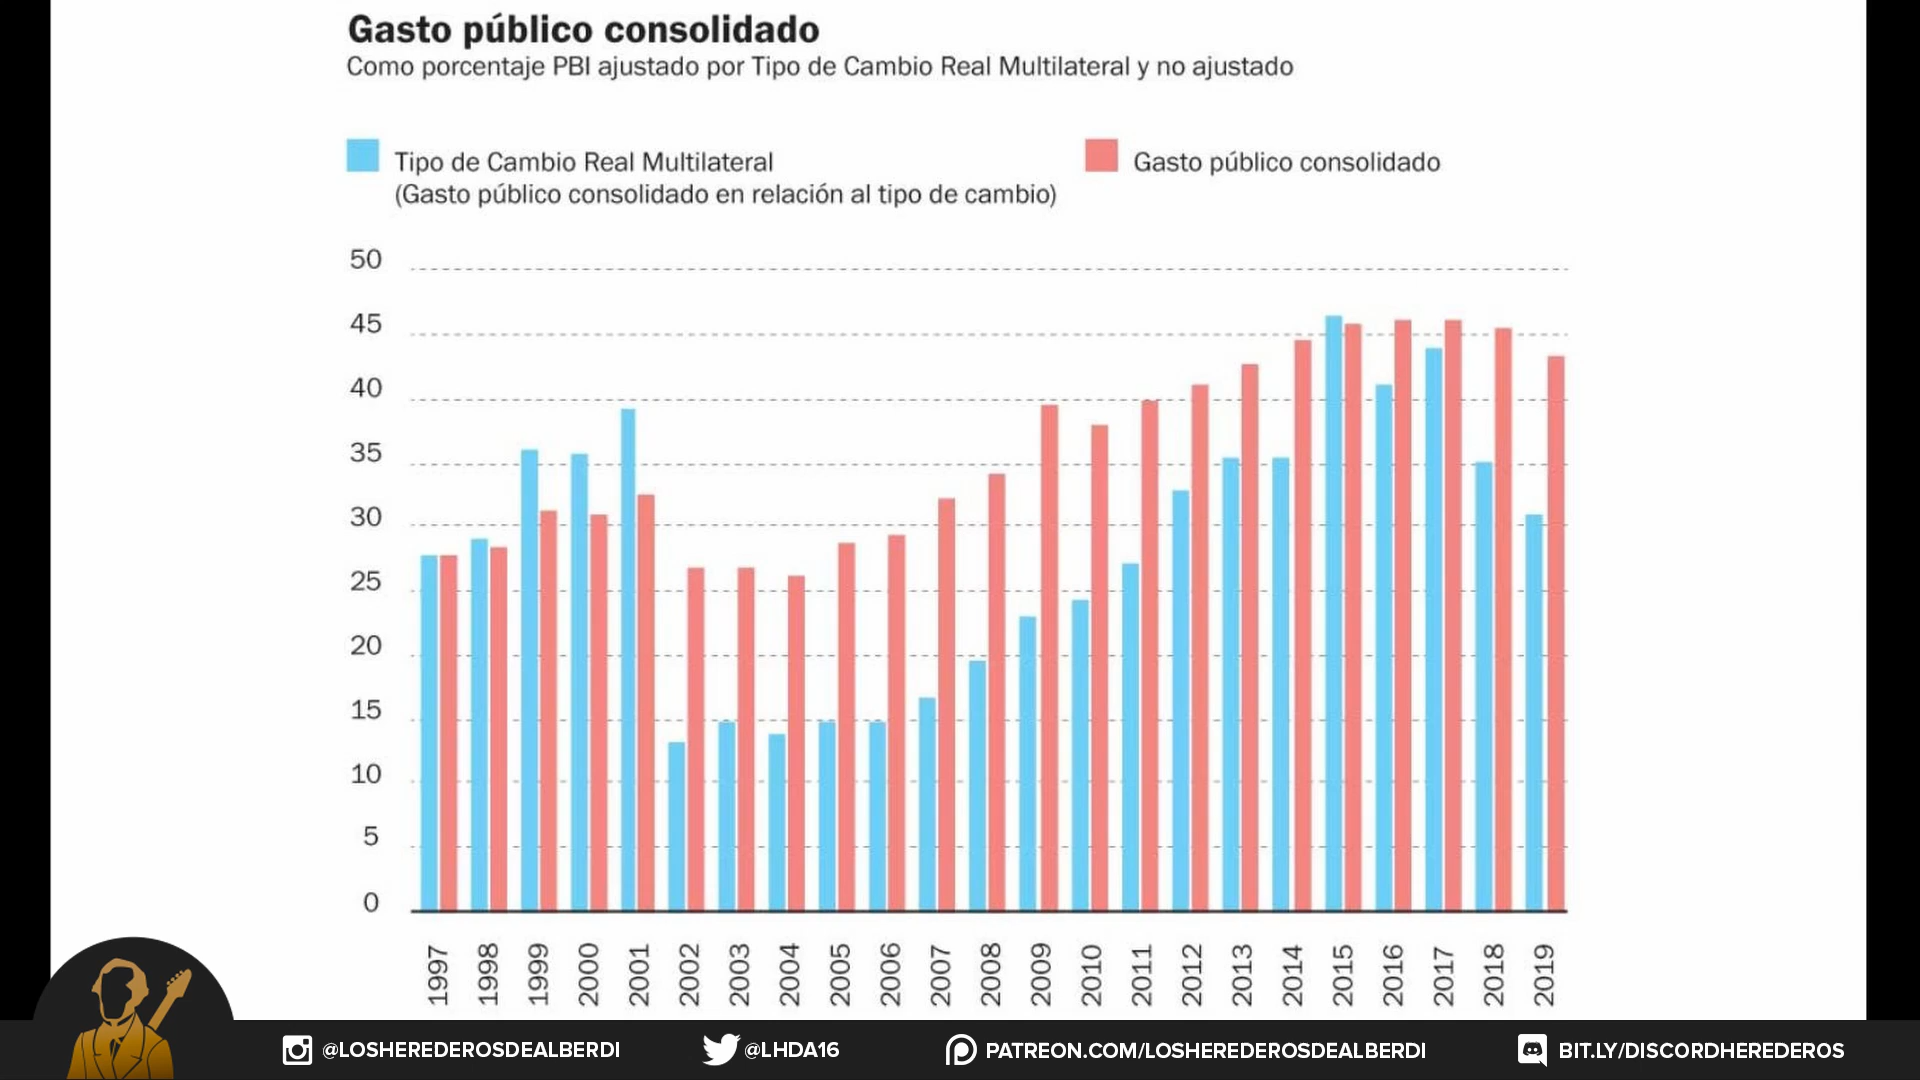 Gasto público consolidado
Como porcentaje PBI ajustado por Tipo de Cambio Real Multilateral y no ajustado
Tipo de Cambio Real Multilateral
(Gasto público consolidado en relación al tipo de cambio)
Gasto público consolidado
50
45
40
35
30
25
20
15
10
5
0
1997 1998 1999 2000 2001 2002 2003 2004 2005 2006 2007 2008 2009 2010 2011 2012 2013 2014 2015 2016 2017 2018 2019
@LOSHEREDEROSDEALBERDI @LHDA16 PATREON.COM/LOSHEREDEROSDEALBERDI BIT.LY/DISCORDHEREDEROS